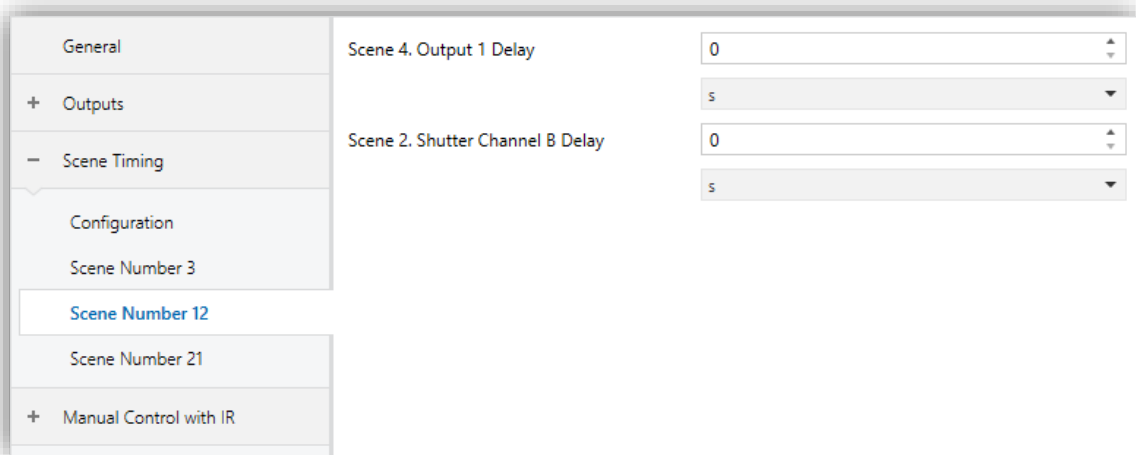 General
+ Outputs
− Scene Timing
Configuration
Scene Number 3
Scene Number 12
Scene Number 21
+ Manual Control with IR
Scene 4. Output 1 Delay
0
s
Scene 2. Shutter Channel B Delay
0
s